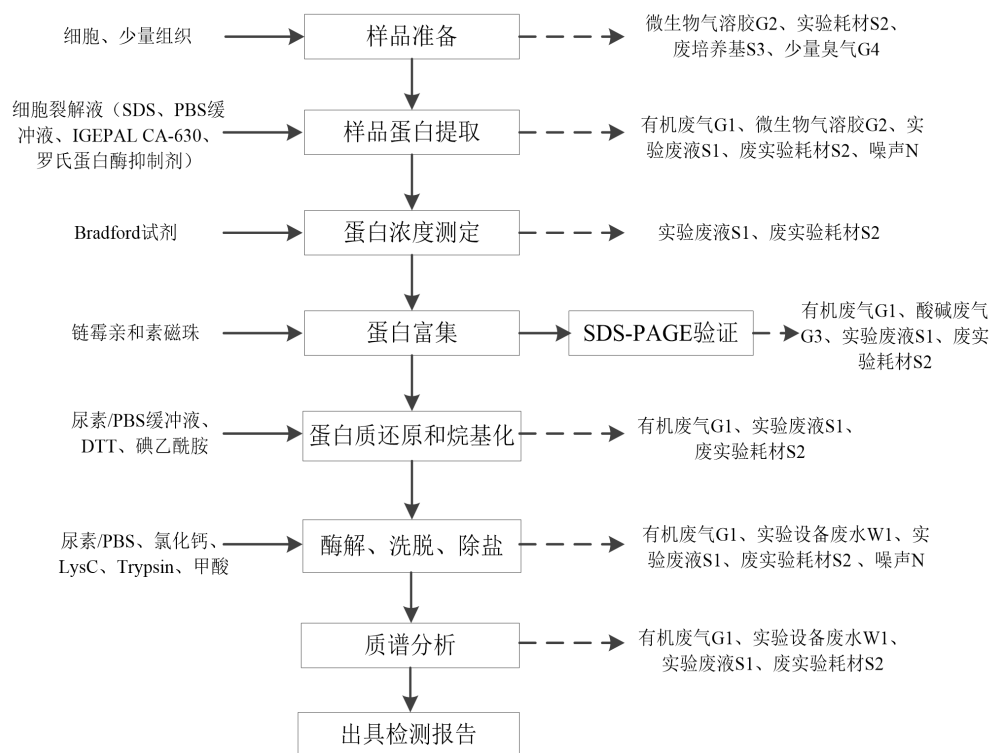 细胞、少量组织
样品准备
微生物气溶胶G2、实验耗材S2、
废培养基S3、少量臭气G4
细胞裂解液（SDS、PBS缓
冲液、IGEPAL CA-630、
罗氏蛋白酶抑制剂）
样品蛋白提取
有机废气G1、微生物气溶胶G2、实
验废液S1、废实验耗材S2、噪声N
Bradford试剂
蛋白浓度测定
实验废液S1、废实验耗材S2
链霉亲和素磁珠
蛋白富集
SDS-PAGE验证
有机废气G1、酸碱废气
G3、实验废液S1、废实
验耗材S2
尿素/PBS缓冲液、
DTT、碘乙酰胺
蛋白质还原和烷基化
有机废气G1、实验废液S1、
废实验耗材S2
尿素/PBS、氯化钙、
LysC、Trypsin、甲酸
酶解、洗脱、除盐
有机废气G1、实验设备废水W1、实
验废液S1、废实验耗材S2 、噪声N
质谱分析
有机废气G1、实验设备废水W1、
实验废液S1、废实验耗材S2
出具检测报告